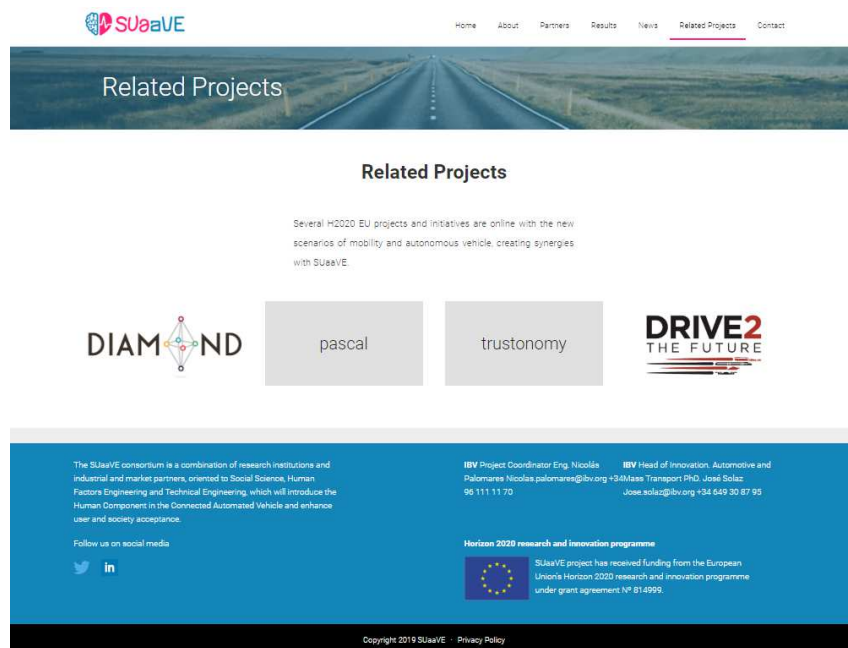 SUaaVE
Home About Partners Results News Related Projects Contact
Related Projects
Related Projects
Several H2020 EU projects and initiatives are online with the new
scenarios of mobility and autonomous vehicle, creating synergies
with SUaaVE.
DIAMOND
pascal
trustonomy
DRIVE2
THE FUTURE
The SUaaVE consortium is a combination of research institutions and
industrial and market partners, oriented to Social Science, Human
Factors Engineering and Technical Engineering, which will introduce the
Human Component in the Connected Automated Vehicle and enhance
user and society acceptance.
Follow us on social media
in
IBV Project Coordinator Eng. Nicolás
Palomares Nicolas.palomares@ibv.org +34
96 111 11 70
IBV Head of Innovation. Automotive and
Mass Transport PhD. José Solaz
Jose.solaz@ibv.org +34 649 30 87 95
Horizon 2020 research and innovation programme
SUaaVE project has received funding from the European
Union's Horizon 2020 research and innovation programme
under grant agreement Nº 814999.
Copyright 2019 SUaaVE · Privacy Policy